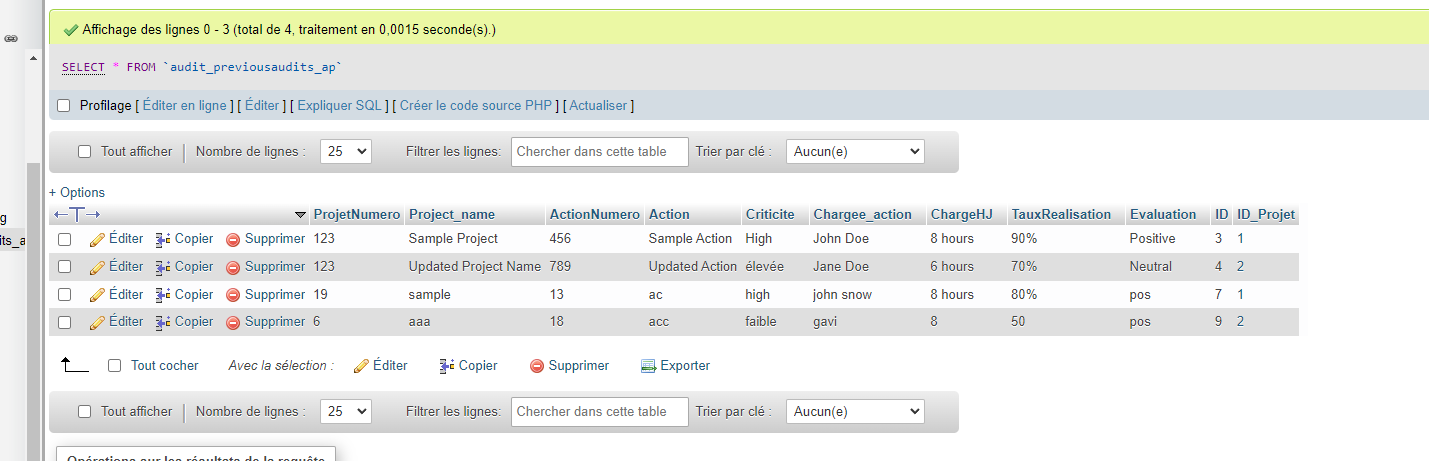 Affichage des lignes 0 - 3 (total de 4, traitement en 0,0015 seconde(s).)
SELECT * FROM `audit_previousaudits_ap`
Profilage [ Éditer en ligne ] [ Éditer ] [ Expliquer SQL ] [ Créer le code source PHP ] [ Actualiser ]
Tout afficher | Nombre de lignes : 25 Filtrer les lignes: Chercher dans cette table Trier par clé : Aucun(e)
+ Options
←T→ ProjetNumero Project_name ActionNumero Action Criticite Chargee_action ChargeHJ TauxRealisation Evaluation ID ID_Projet
g
its_a
Éditer Copier Supprimer 123 Sample Project 456 Sample Action High John Doe 8 hours 90% Positive 3 1
Éditer Copier Supprimer 123 Updated Project Name 789 Updated Action élevée Jane Doe 6 hours 70% Neutral 4 2
Éditer Copier Supprimer 19 sample 13 ac high john snow 8 hours 80% pos 7 1
Éditer Copier Supprimer 6 aaa 18 acc faible gavi 8 50 pos 9 2
Tout cocher Avec la sélection : Éditer Copier Supprimer Exporter
Tout afficher | Nombre de lignes : 25 Filtrer les lignes: Chercher dans cette table Trier par clé : Aucun(e)
Opérations sur les résultats de la requête